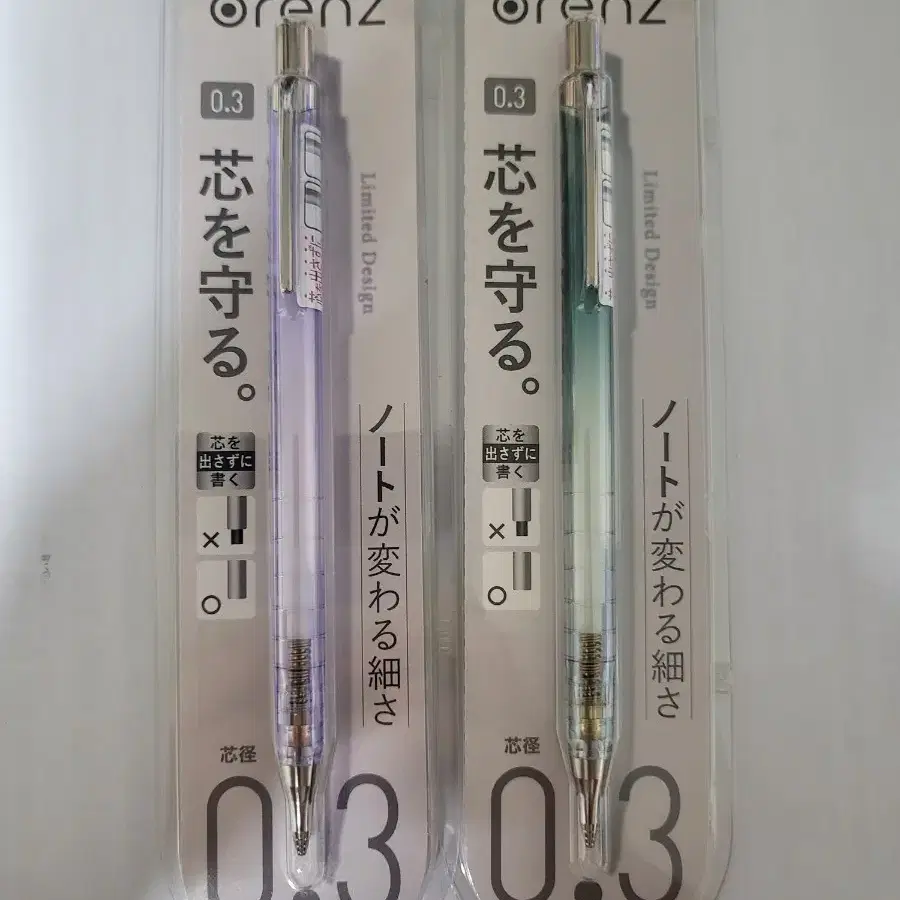 Orenz
0.3
芯を守る。
Limited Design
芯を
出さずに
書く
×
○
ノートが変わる細さ
芯径
0.3
Orenz
0.3
芯を守る。
Limited Design
芯を
出さずに
書く
×
○
ノートが変わる細さ
芯径
0.3